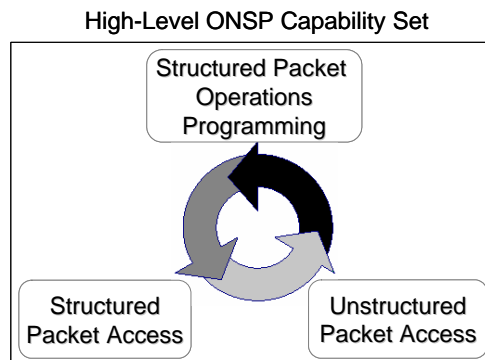 High-Level ONSP Capability Set
Structured Packet
Operations
Programming
Structured
Packet Access
Unstructured
Packet Access